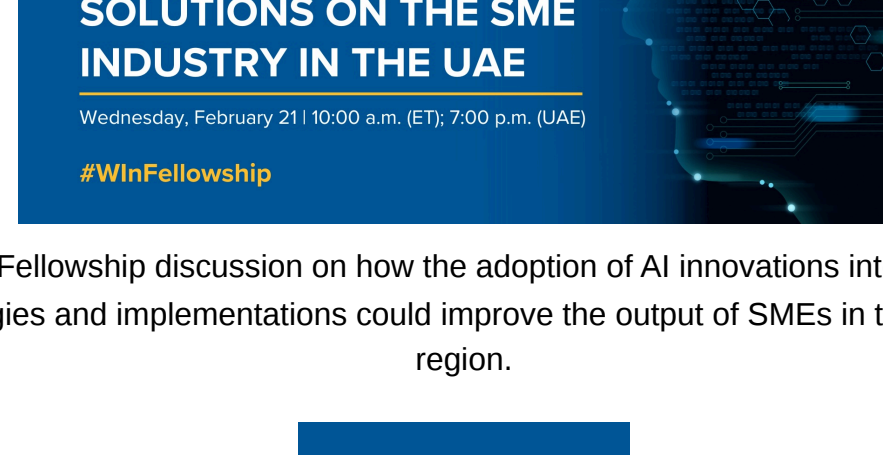 SOLUTIONS ON THE SME
INDUSTRY IN THE UAE
Wednesday, February 21 | 10:00 a.m. (ET); 7:00 p.m. (UAE)
#WInFellowship
Fellowship discussion on how the adoption of AI innovations int
gies and implementations could improve the output of SMEs in t
region.